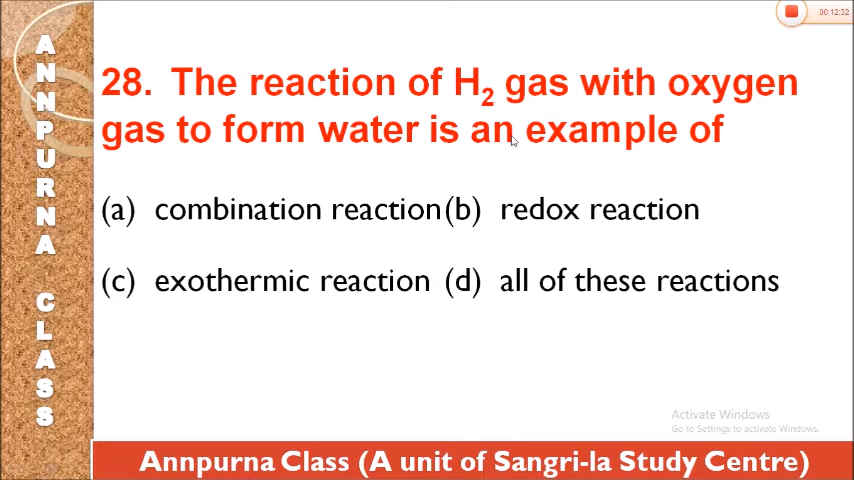 00:12:32
ANNPURNA CLASS
28. The reaction of H₂ gas with oxygen
gas to form water is an example of
(a) combination reaction (b) redox reaction
(c) exothermic reaction (d) all of these reactions
Activate Windows
Go to Settings to activate Windows.
Annpurna Class (A unit of Sangri-la Study Centre)